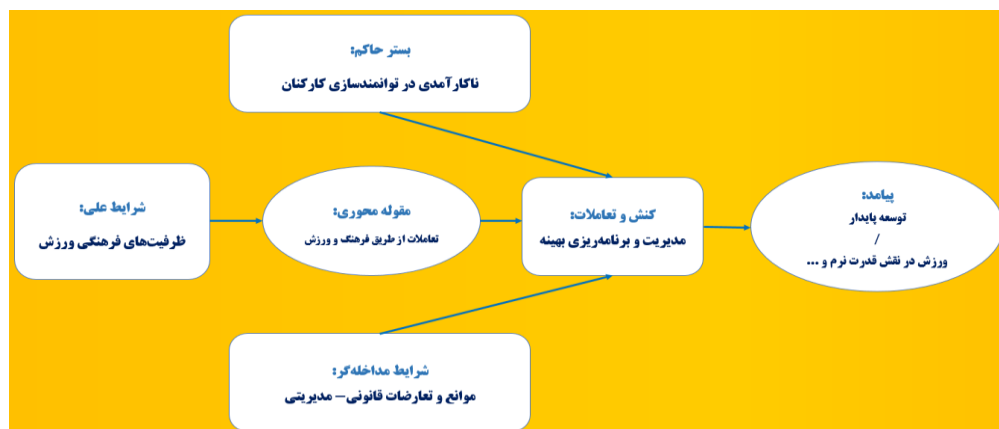 بستر حاکم:
ناکارآمدی در توانمندسازی کارکنان
شرایط علی:
ظرفیت‌های فرهنگی ورزش
مقوله محوری:
تعاملات از طریق فرهنگ و ورزش
کنش و تعاملات:
مدیریت و برنامه‌ریزی بهینه
پیامد:
توسعه پایدار
/
ورزش در نقش قدرت نرم و ...
شرایط مداخله‌گر:
موانع و تعارضات قانونی– مدیریتی